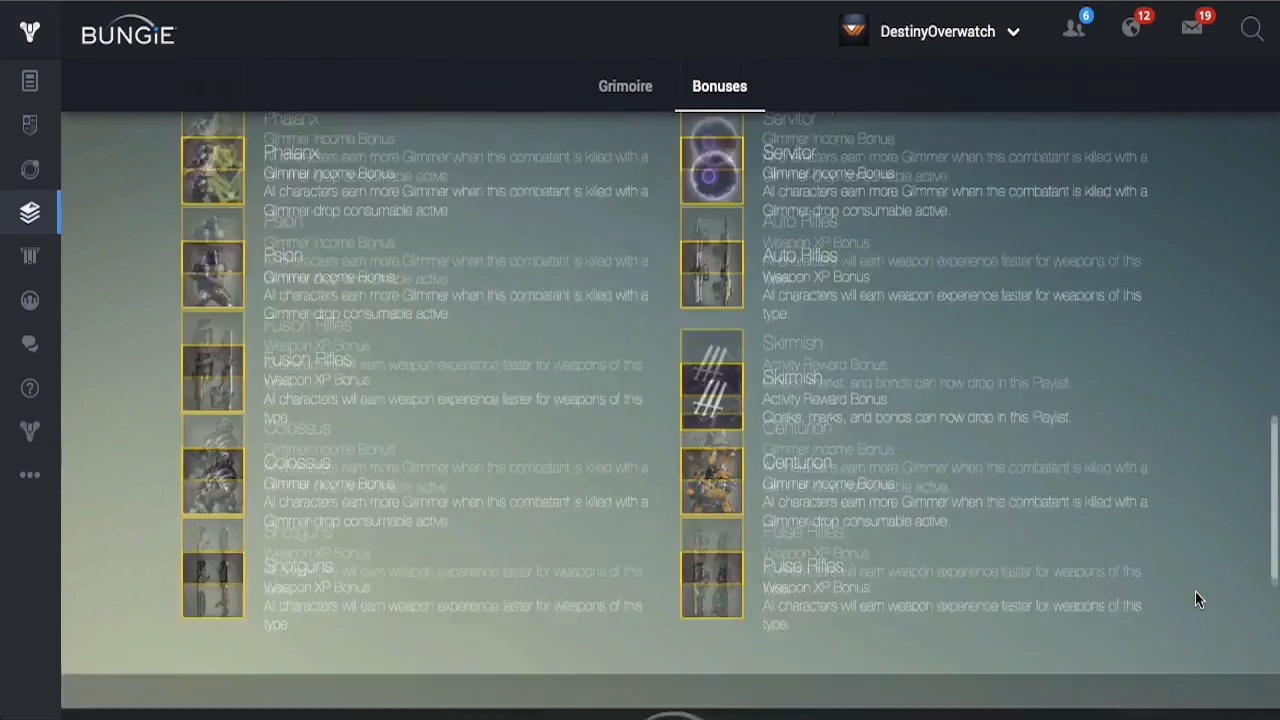 BUNGiE
DestinyOverwatch
6
12
19
Grimoire
Bonuses
Phalanx
Glimmer Income Bonus
All characters earn more Glimmer when this combatant is killed with a
Glimmer-drop consumable active.
Servitor
Glimmer Income Bonus
All characters earn more Glimmer when this combatant is killed with a
Glimmer-drop consumable active.
Psion
Glimmer Income Bonus
All characters earn more Glimmer when this combatant is killed with a
Glimmer-drop consumable active.
Auto Rifles
Weapon XP Bonus
All characters will earn weapon experience faster for weapons of this
type.
Fusion Rifles
Weapon XP Bonus
All characters will earn weapon experience faster for weapons of this
type.
Skirmish
Activity Reward Bonus
Cloaks, marks, and bonds can now drop in this Playlist.
Colossus
Glimmer Income Bonus
All characters earn more Glimmer when this combatant is killed with a
Glimmer-drop consumable active.
Centurion
Glimmer Income Bonus
All characters earn more Glimmer when this combatant is killed with a
Glimmer-drop consumable active.
Shotguns
Weapon XP Bonus
All characters will earn weapon experience faster for weapons of this
type.
Pulse Rifles
Weapon XP Bonus
All characters will earn weapon experience faster for weapons of this
type.